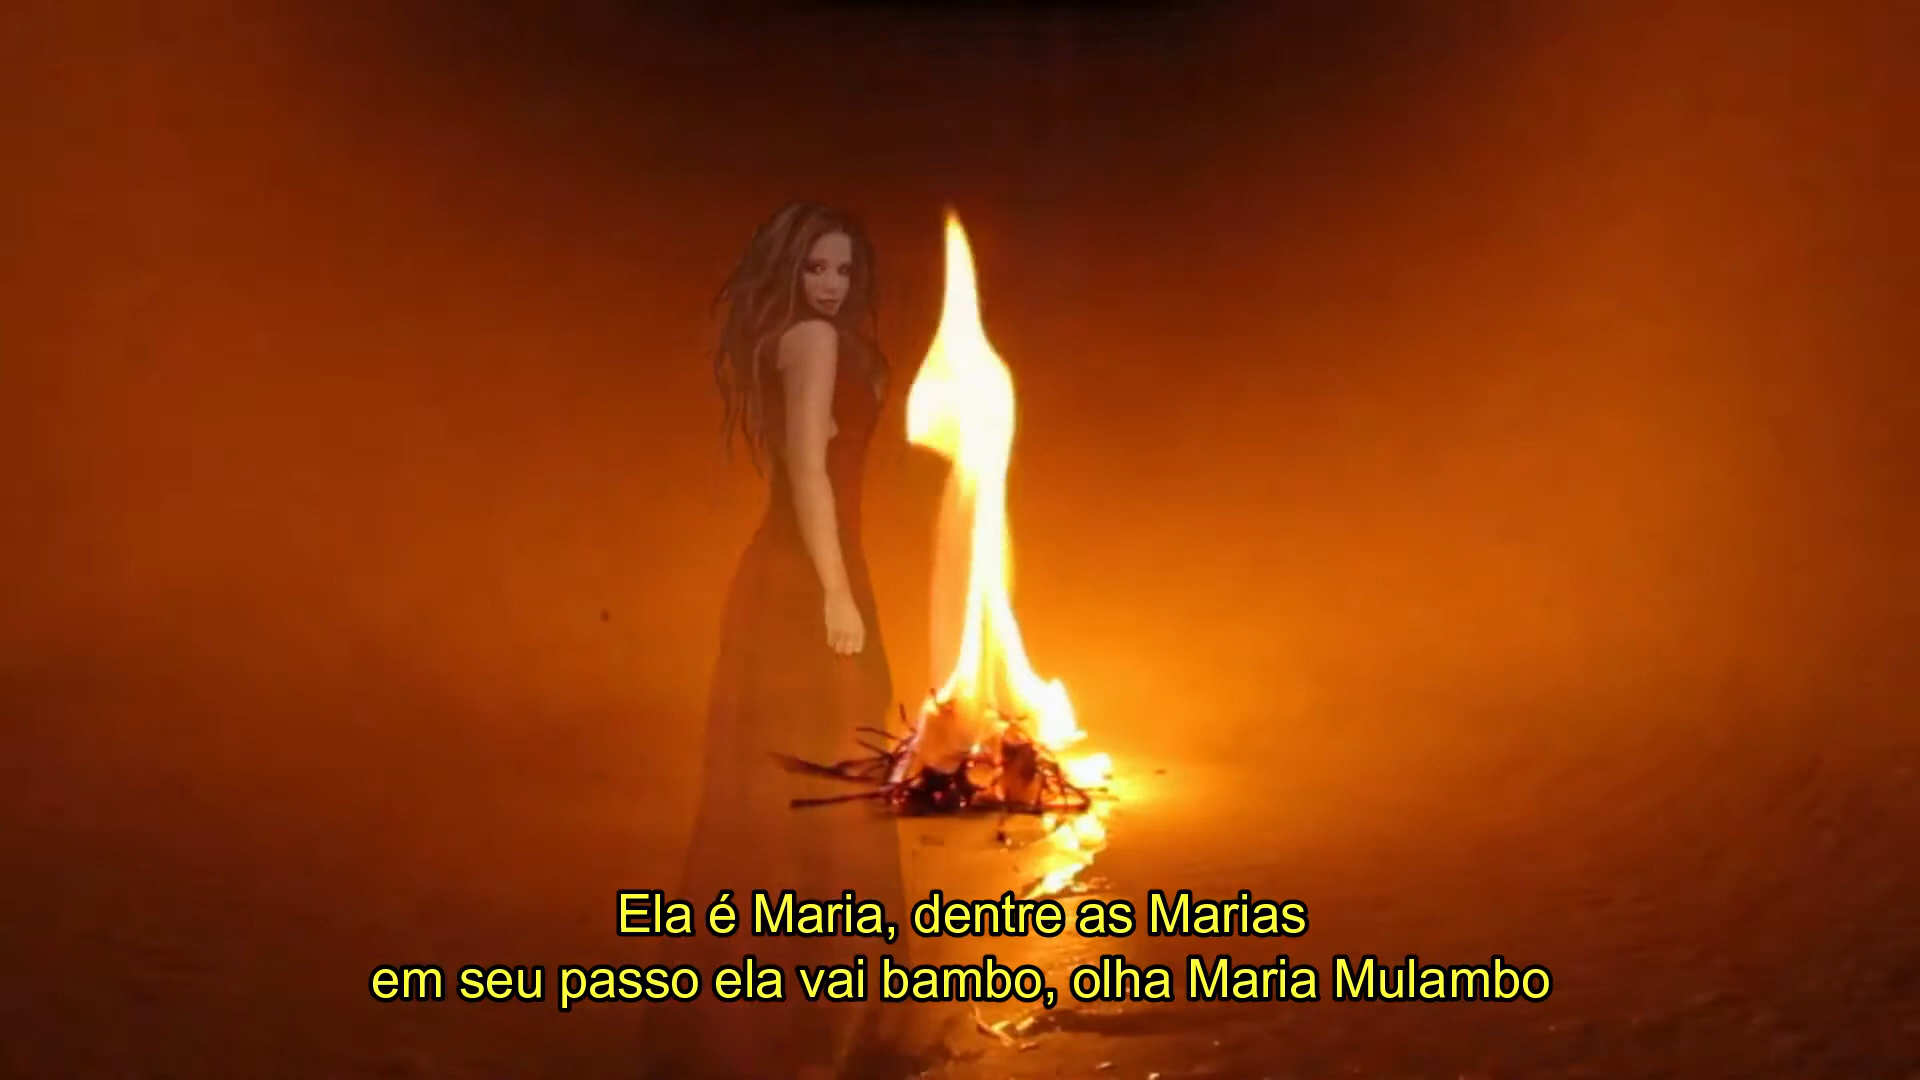 Ela é Maria, dentre as Marias
em seu passo ela vai bambo, olha Maria Mulambo